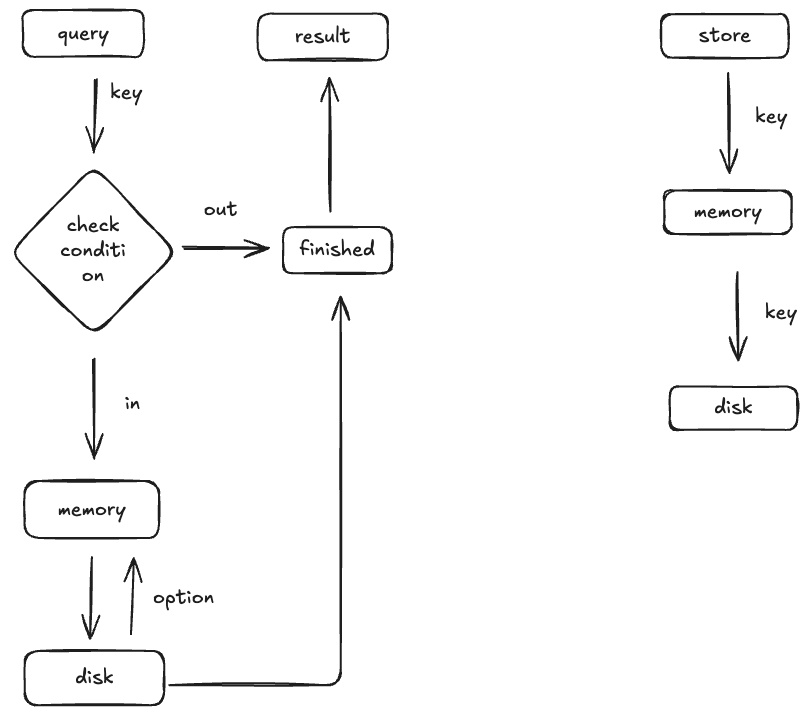 query
result
store
key
key
check
conditi
on
out
finished
memory
key
in
disk
memory
option
disk